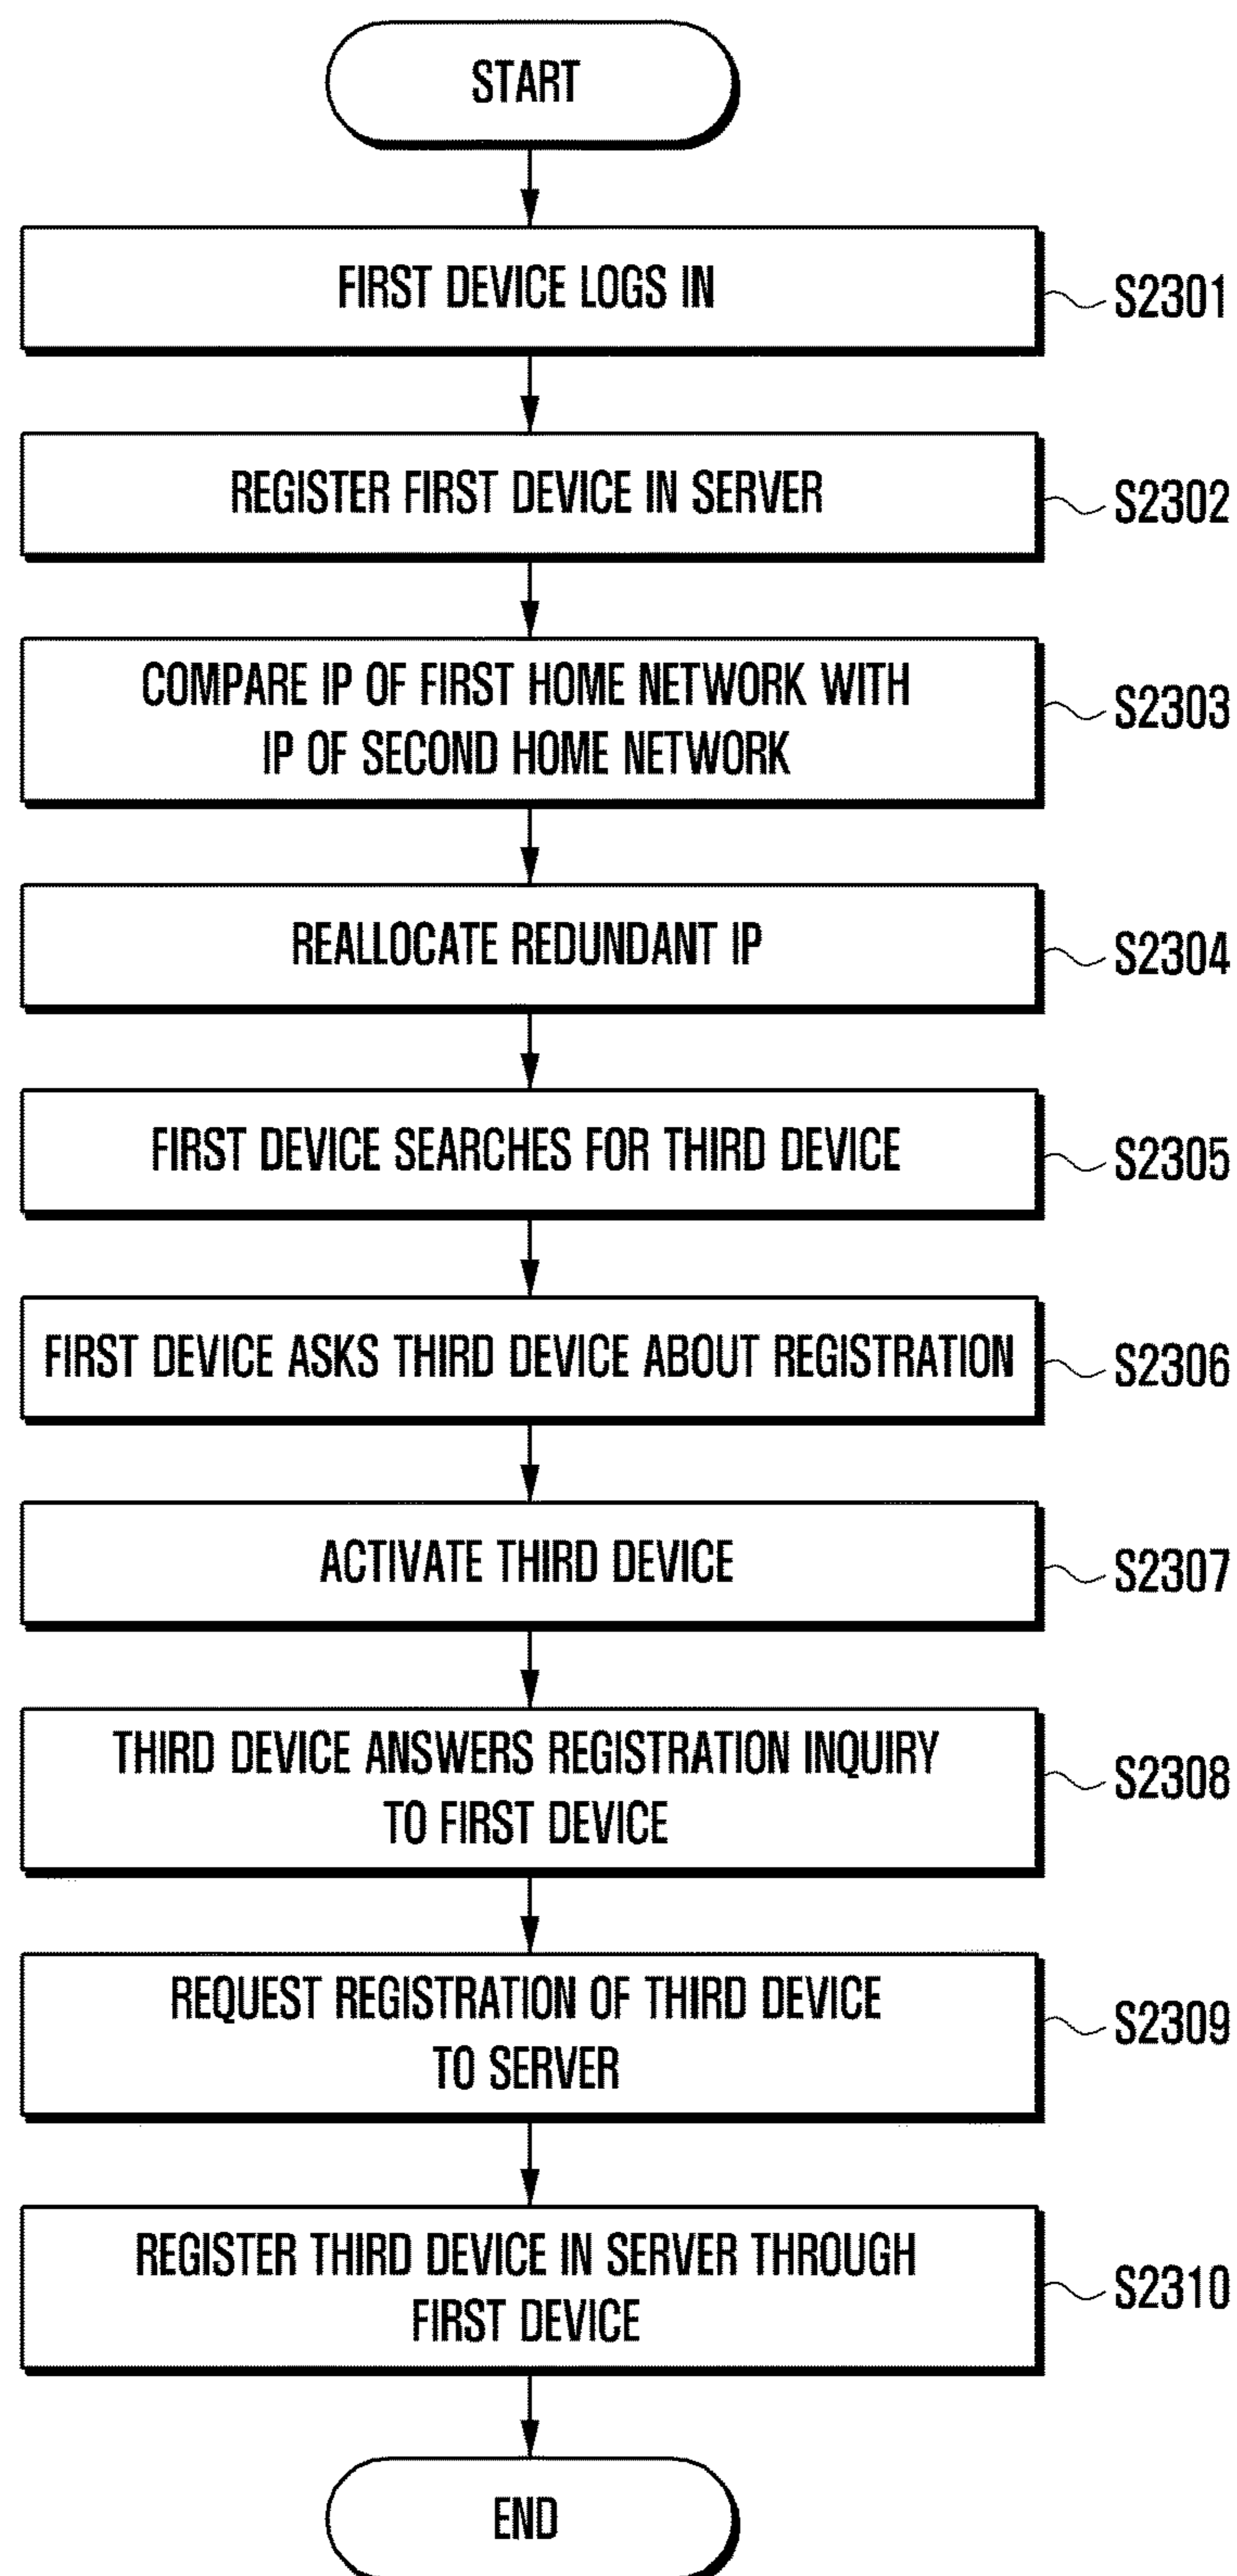 START
FIRST DEVICE LOGS IN
S2301
REGISTER FIRST DEVICE IN SERVER
S2302
COMPARE IP OF FIRST HOME NETWORK WITH
IP OF SECOND HOME NETWORK
S2303
REALLOCATE REDUNDANT IP
S2304
FIRST DEVICE SEARCHES FOR THIRD DEVICE
S2305
FIRST DEVICE ASKS THIRD DEVICE ABOUT REGISTRATION
S2306
ACTIVATE THIRD DEVICE
S2307
THIRD DEVICE ANSWERS REGISTRATION INQUIRY
TO FIRST DEVICE
S2308
REQUEST REGISTRATION OF THIRD DEVICE
TO SERVER
S2309
REGISTER THIRD DEVICE IN SERVER THROUGH
FIRST DEVICE
S2310
END